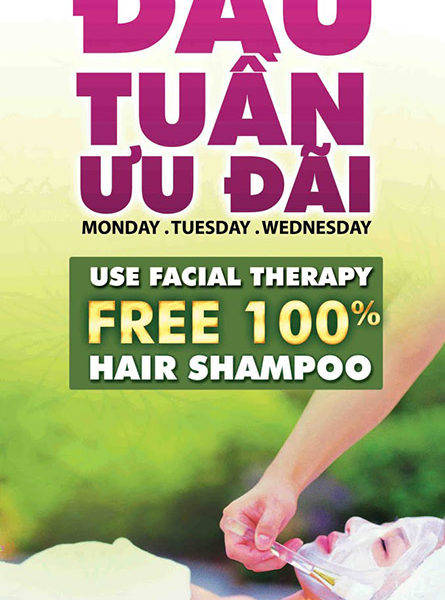 ĐẦU
TUẦN
ƯU ĐÃI
MONDAY . TUESDAY . WEDNESDAY
USE FACIAL THERAPY
FREE 100%
HAIR SHAMPOO